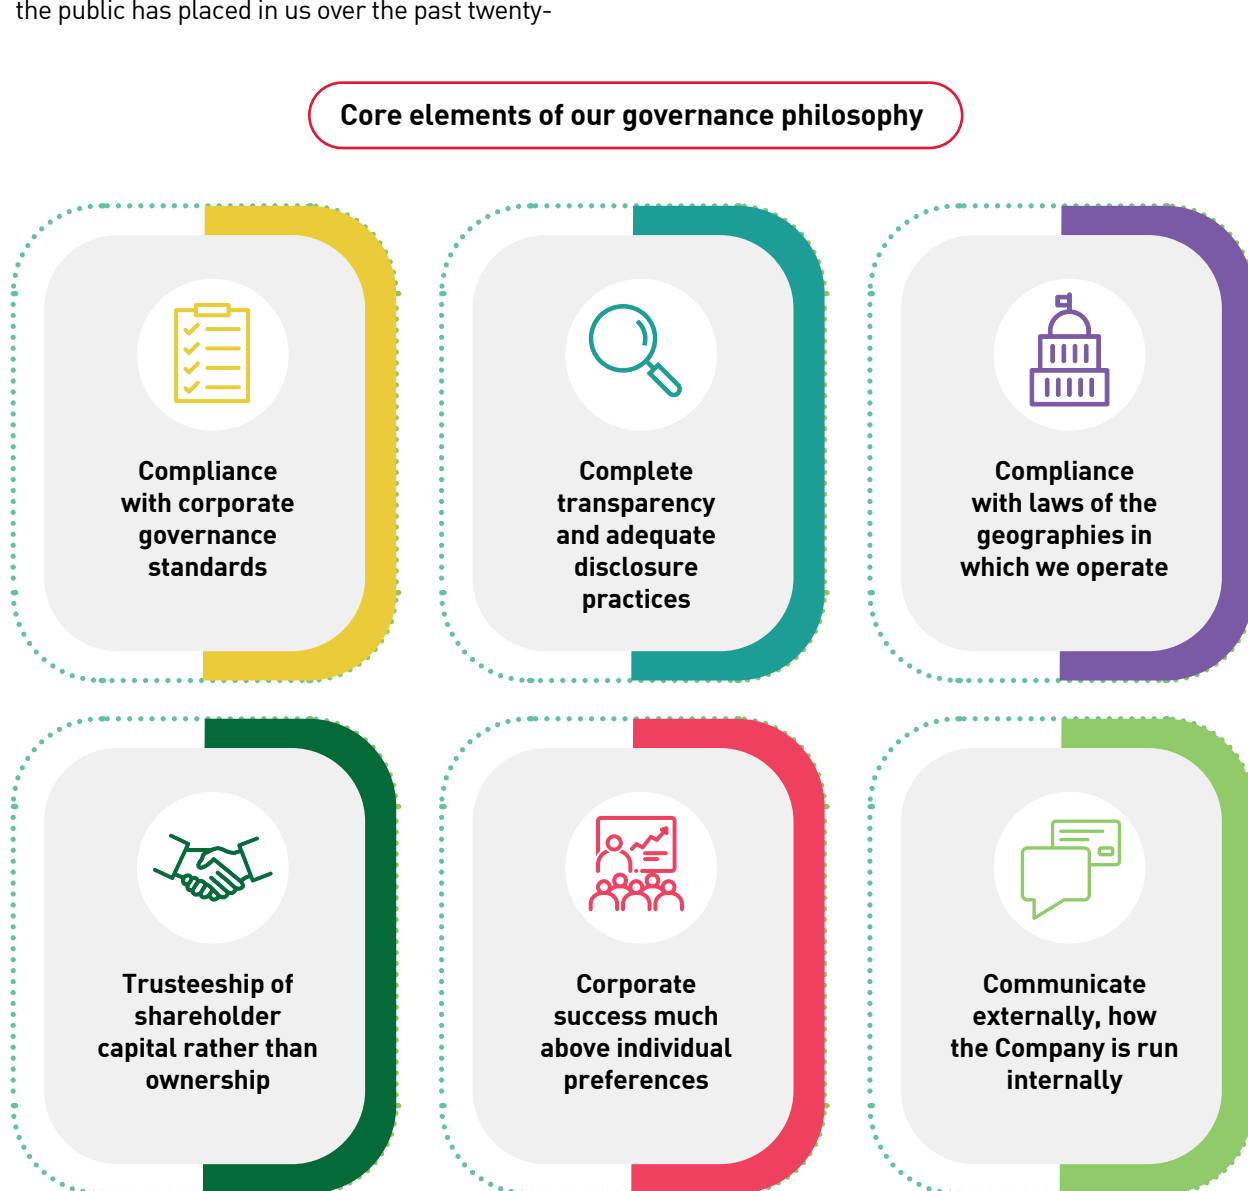 the public has placed in us over the past twenty-
Core elements of our governance philosophy
Compliance
with corporate
governance
standards
Complete
transparency
and adequate
disclosure
practices
Compliance
with laws of the
geographies in
which we operate
Trusteeship of
shareholder
capital rather than
ownership
Corporate
success much
above individual
preferences
Communicate
externally, how
the Company is run
internally